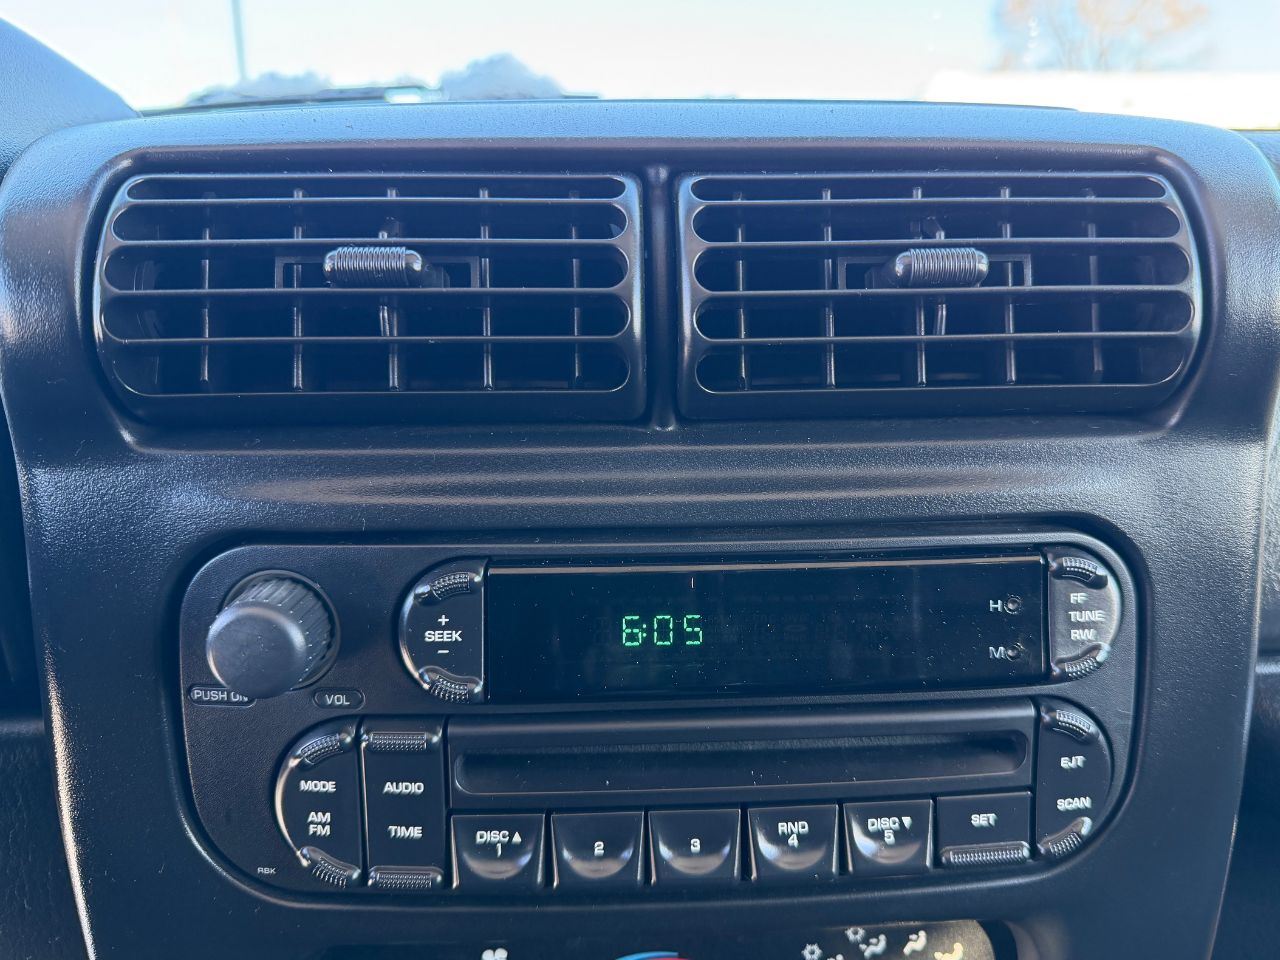 6:05
H
M
+
SEEK
−
FF
TUNE
RW
PUSH ON
VOL
MODE
AM
FM
AUDIO
TIME
RBK
DISC ▲
1
2
3
RND
4
DISC ▼
5
SET
EJT
SCAN